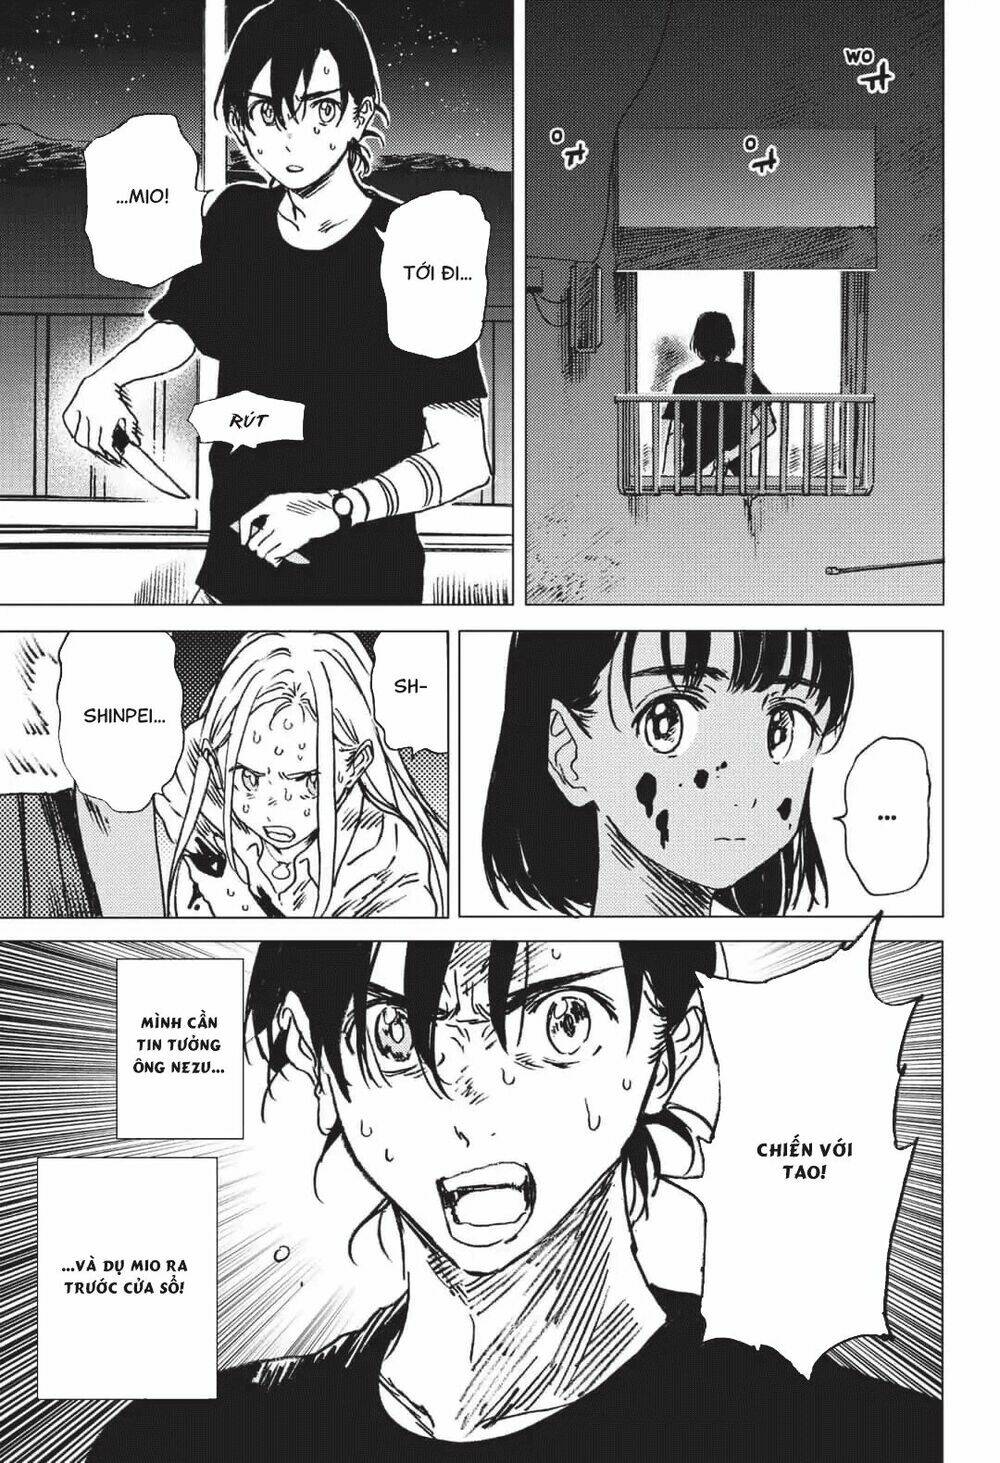 WO
O
O
TỚI ĐI...
...MIO!
RÚT
...
SH-
SHINPEI...
CHIẾN VỚI
TAO!
MÌNH CẦN
TIN TƯỞNG
ÔNG NEZU...
...VÀ DỤ MIO RA
TRƯỚC CỬA SỔ!